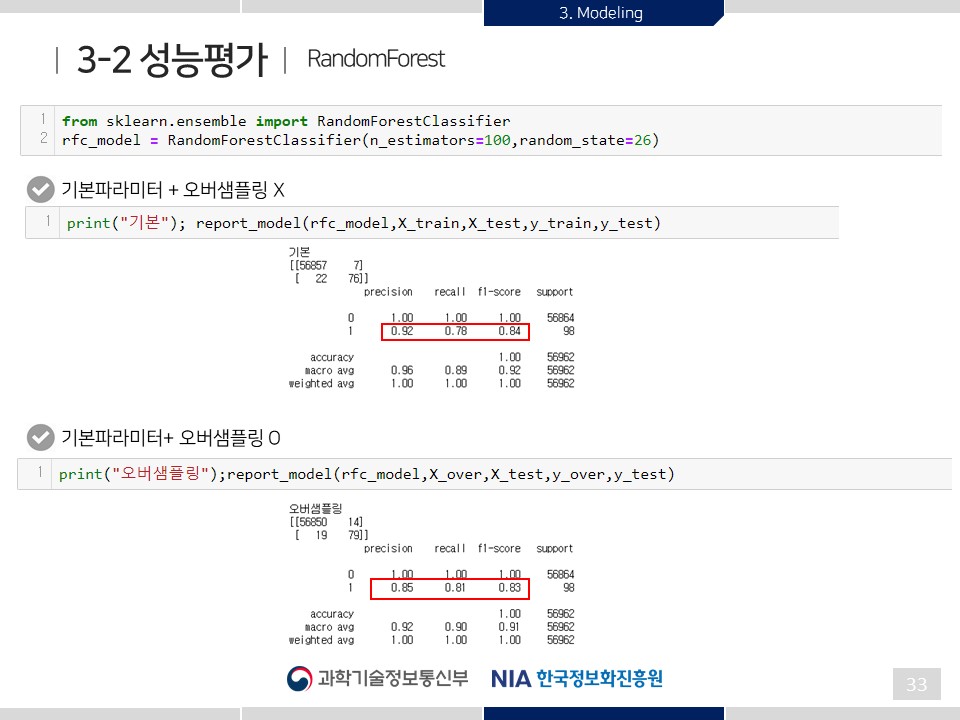 3. Modeling
3-2 성능평가 RandomForest
1 from sklearn.ensemble import RandomForestClassifier
2 rfc_model = RandomForestClassifier(n_estimators=100,random_state=26)
기본파라미터 + 오버샘플링 X
1 print("기본"); report_model(rfc_model,X_train,X_test,y_train,y_test)
기본
[[56857 7]
[ 22 76]]
precision recall f1-score support
0 1.00 1.00 1.00 56864
1 0.92 0.78 0.84 98
accuracy 1.00 56962
macro avg 0.96 0.89 0.92 56962
weighted avg 1.00 1.00 1.00 56962
기본파라미터+ 오버샘플링 O
1 print("오버샘플링");report_model(rfc_model,X_over,X_test,y_over,y_test)
오버샘플링
[[56850 14]
[ 19 79]]
precision recall f1-score support
0 1.00 1.00 1.00 56864
1 0.85 0.81 0.83 98
accuracy 1.00 56962
macro avg 0.92 0.90 0.91 56962
weighted avg 1.00 1.00 1.00 56962
과학기술정보통신부 NIA 한국정보화진흥원
33